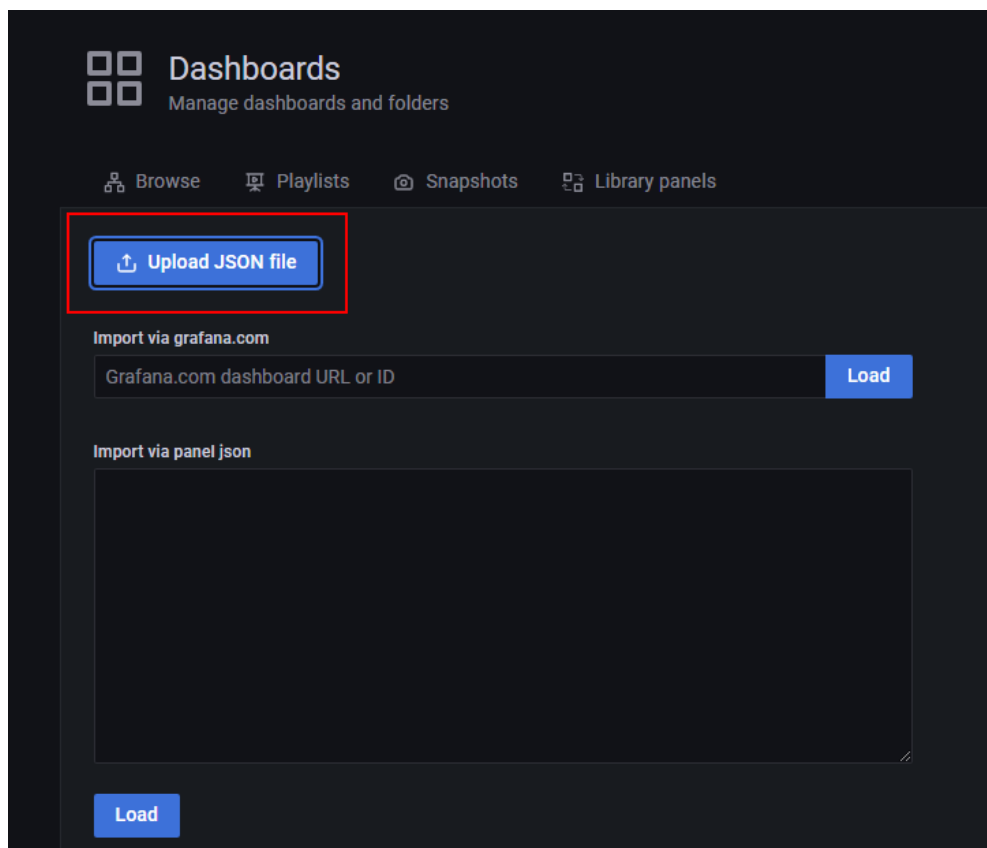 Dashboards
Manage dashboards and folders
Browse Playlists Snapshots Library panels
Upload JSON file
Import via grafana.com
Grafana.com dashboard URL or ID Load
Import via panel json
Load